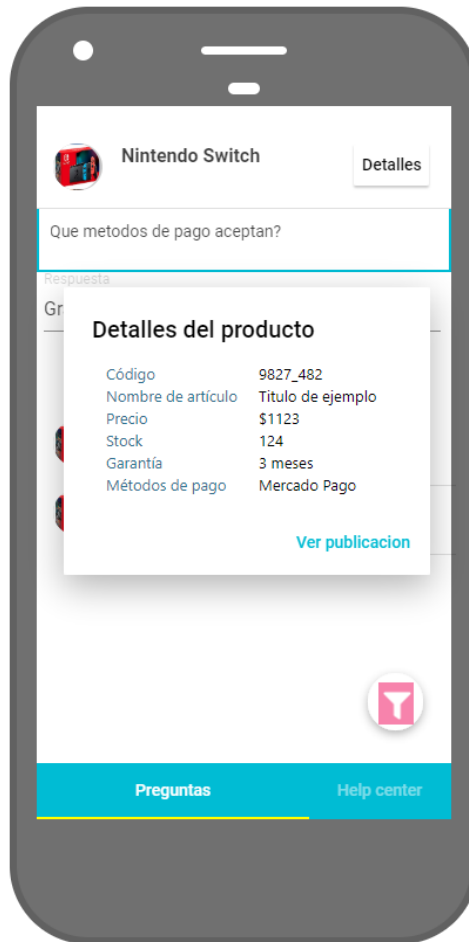 Nintendo Switch
Detalles
Que metodos de pago aceptan?
Respuesta
Gr
Detalles del producto
Código 9827_482
Nombre de artículo Titulo de ejemplo
Precio $1123
Stock 124
Garantía 3 meses
Métodos de pago Mercado Pago
Ver publicacion
Preguntas Help center